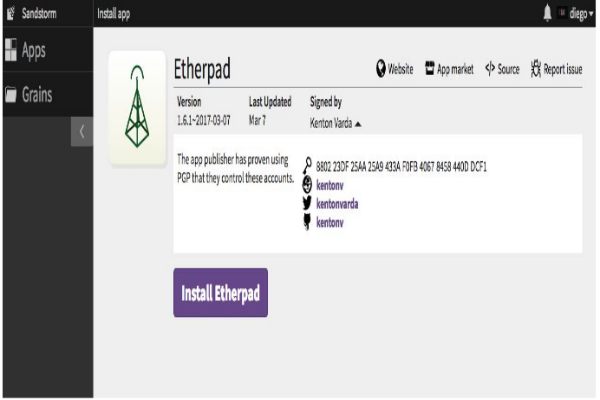 Sandstorm
Install app
diego
Apps
Grains
Etherpad
Website
App market
Source
Report issue
Version
Last Updated
Signed by
1.6.1~2017-03-07
Mar 7
Kenton Varda
The app publisher has proven using
PGP that they control these accounts.
8802 23DF 25AA 25A9 433A F0FB 4067 8458 440D DCF1
kentonv
kentonvarda
kentonv
Install Etherpad